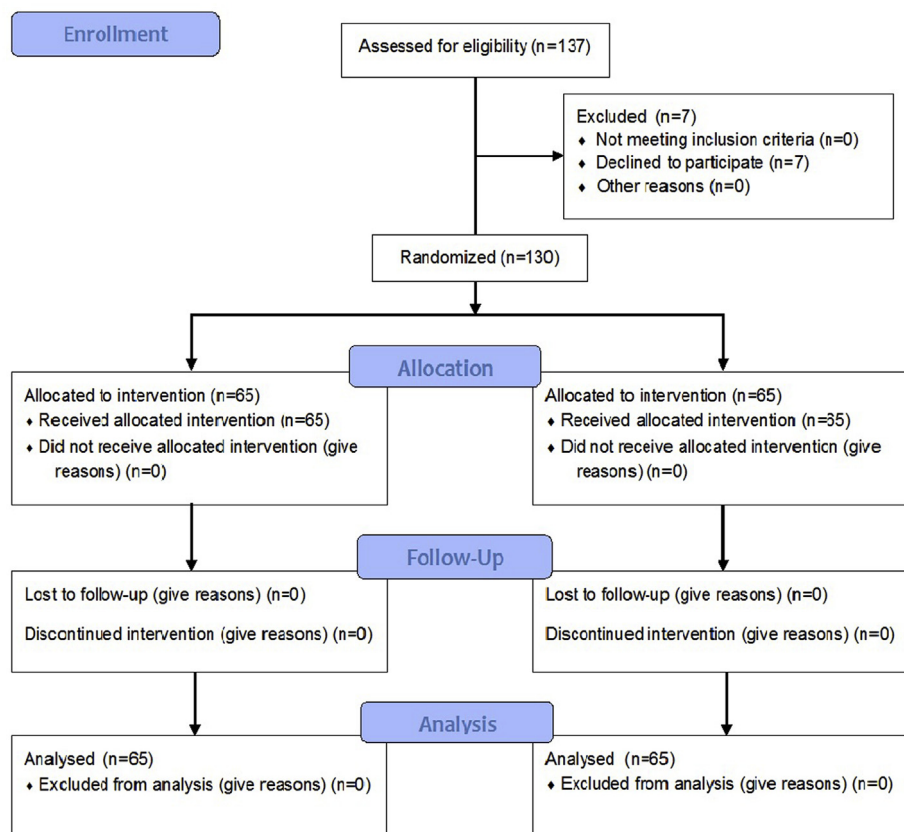 Enrollment
Assessed for eligibility (n=137)
Excluded (n=7)
♦ Not meeting inclusion criteria (n=0)
♦ Declined to participate (n=7)
♦ Other reasons (n=0)
Randomized (n=130)
Allocation
Allocated to intervention (n=65)
♦ Received allocated intervention (n=65)
♦ Did not receive allocated intervention (give
reasons) (n=0)
Allocated to intervention (n=65)
♦ Received allocated intervention (n=65)
♦ Did not receive allocated intervention (give
reasons) (n=0)
Follow-Up
Lost to follow-up (give reasons) (n=0)
Discontinued intervention (give reasons) (n=0)
Lost to follow-up (give reasons) (n=0)
Discontinued intervention (give reasons) (n=0)
Analysis
Analysed (n=65)
♦ Excluded from analysis (give reasons) (n=0)
Analysed (n=65)
♦ Excluded from analysis (give reasons) (n=0)